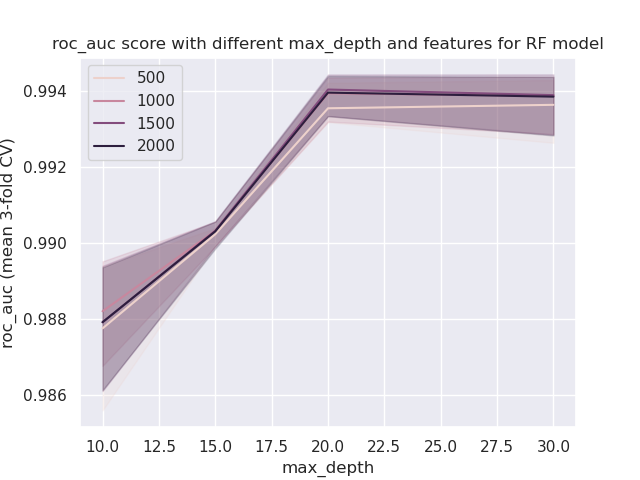 roc_auc score with different max_depth and features for RF model
500
1000
1500
2000
0.994
0.992
0.990
0.988
0.986
roc_auc (mean 3-fold CV)
10.0 12.5 15.0 17.5 20.0 22.5 25.0 27.5 30.0
max_depth